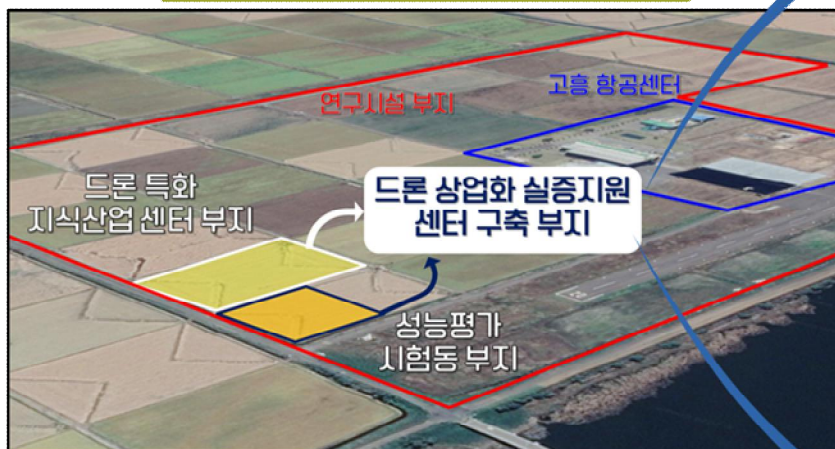 연구시설 부지
고흥 항공센터
드론 특화
지식산업 센터 부지
드론 상업화 실증지원
센터 구축 부지
성능평가
시험동 부지